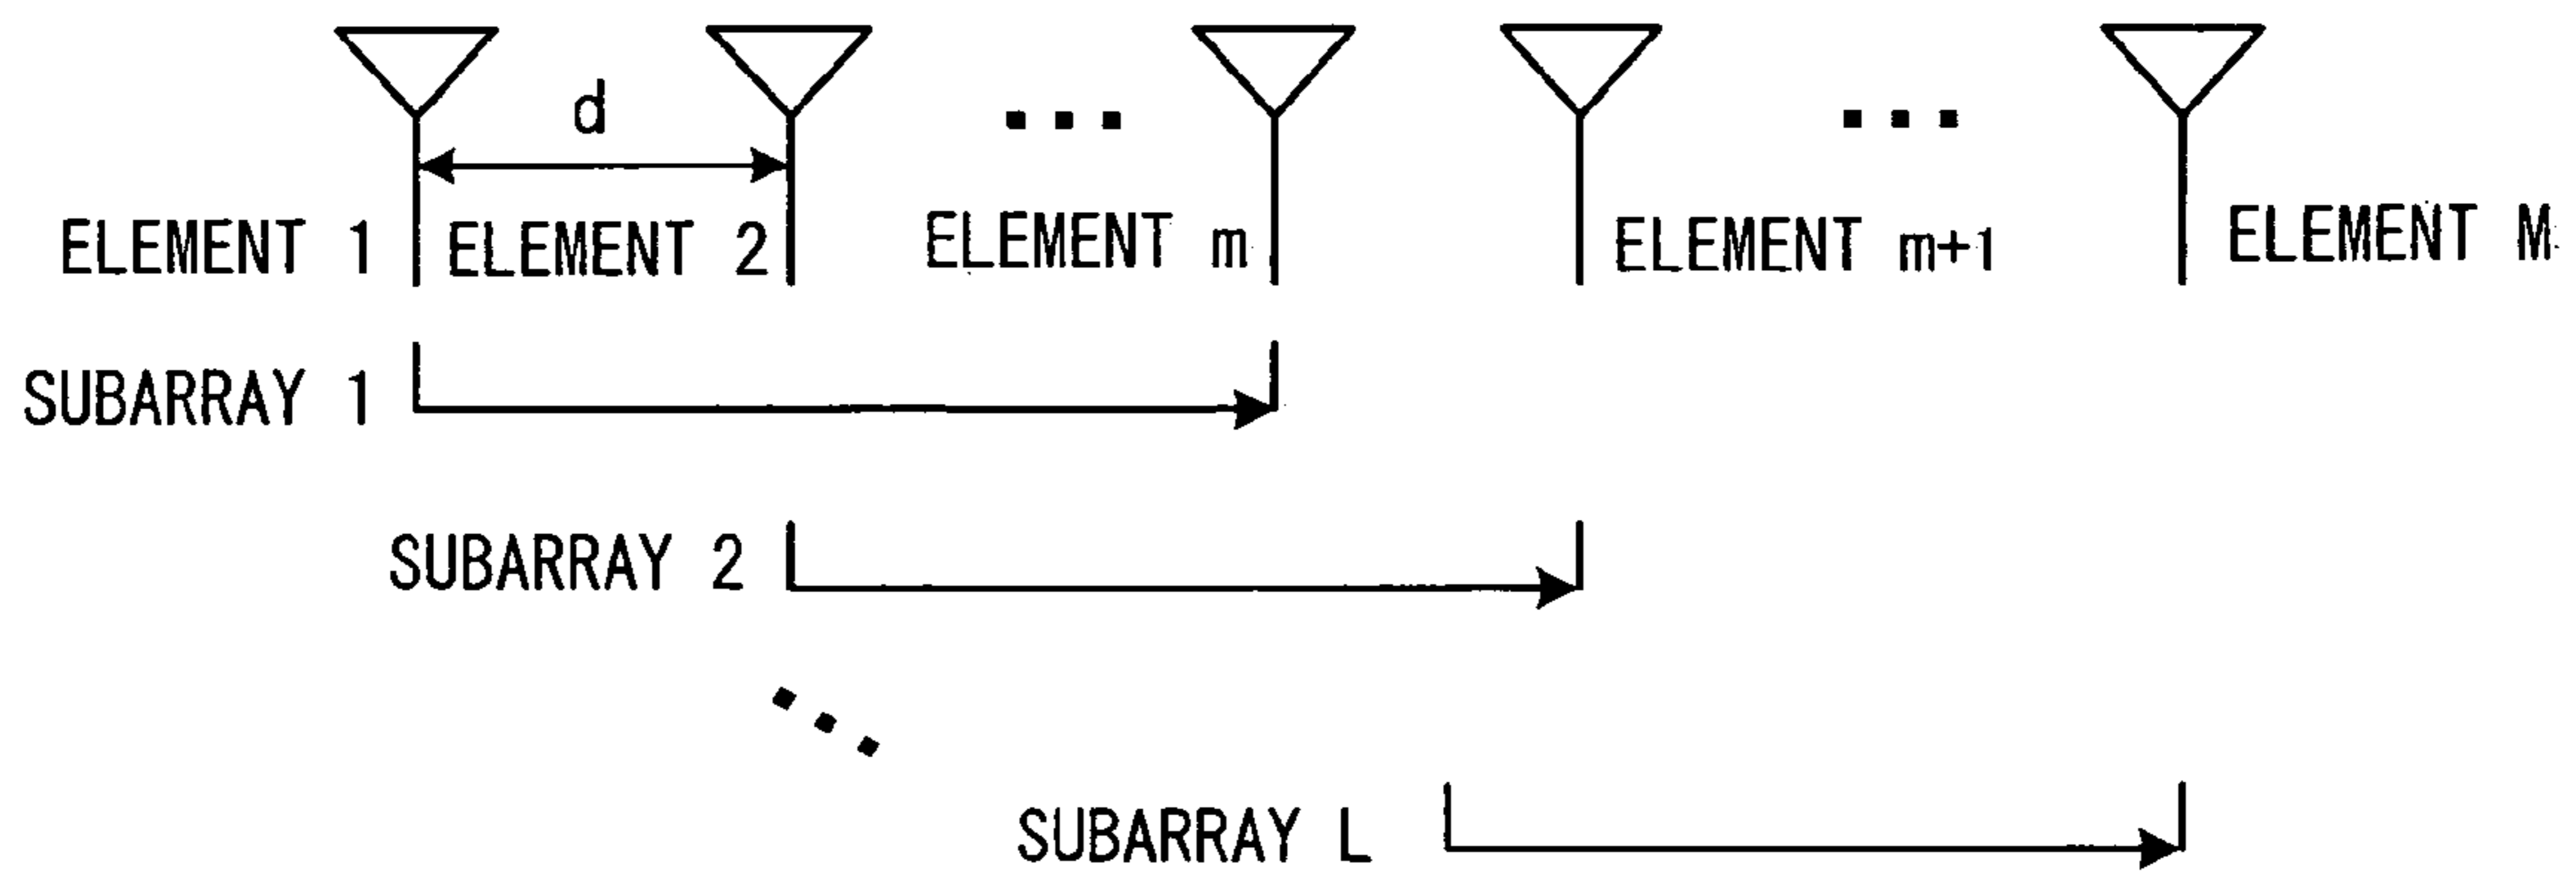 d
ELEMENT 1 ELEMENT 2 ELEMENT m ELEMENT m+1 ELEMENT M
SUBARRAY 1
SUBARRAY 2
SUBARRAY L